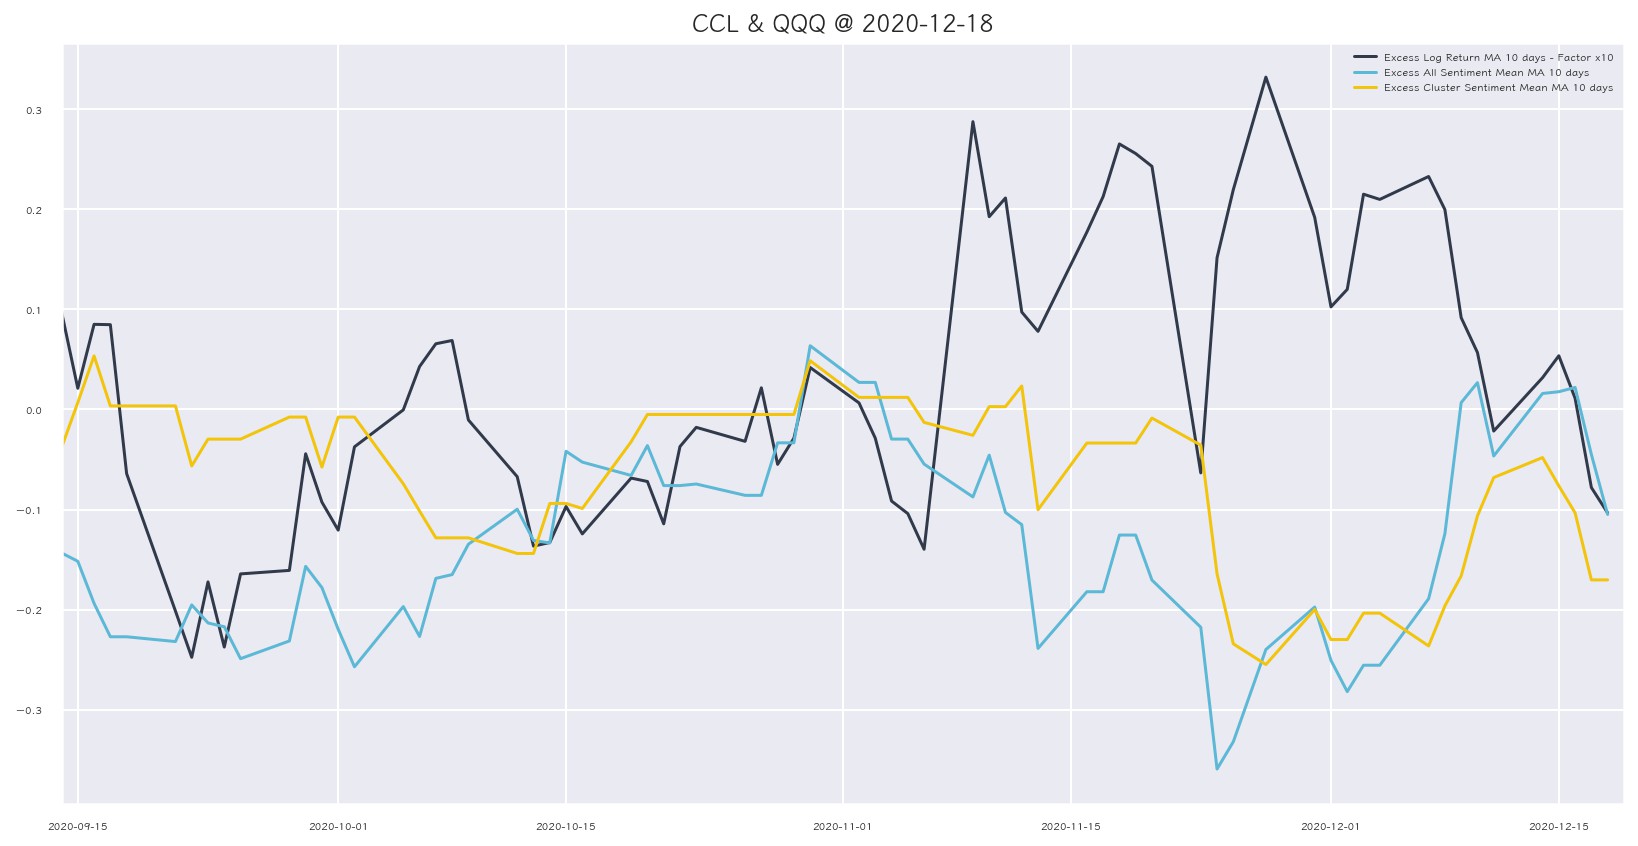 CCL & QQQ @ 2020-12-18
Excess Log Return MA 10 days - Factor x10
Excess All Sentiment Mean MA 10 days
Excess Cluster Sentiment Mean MA 10 days
0.3
0.2
0.1
0.0
−0.1
−0.2
−0.3
2020-09-15 2020-10-01 2020-10-15 2020-11-01 2020-11-15 2020-12-01 2020-12-15